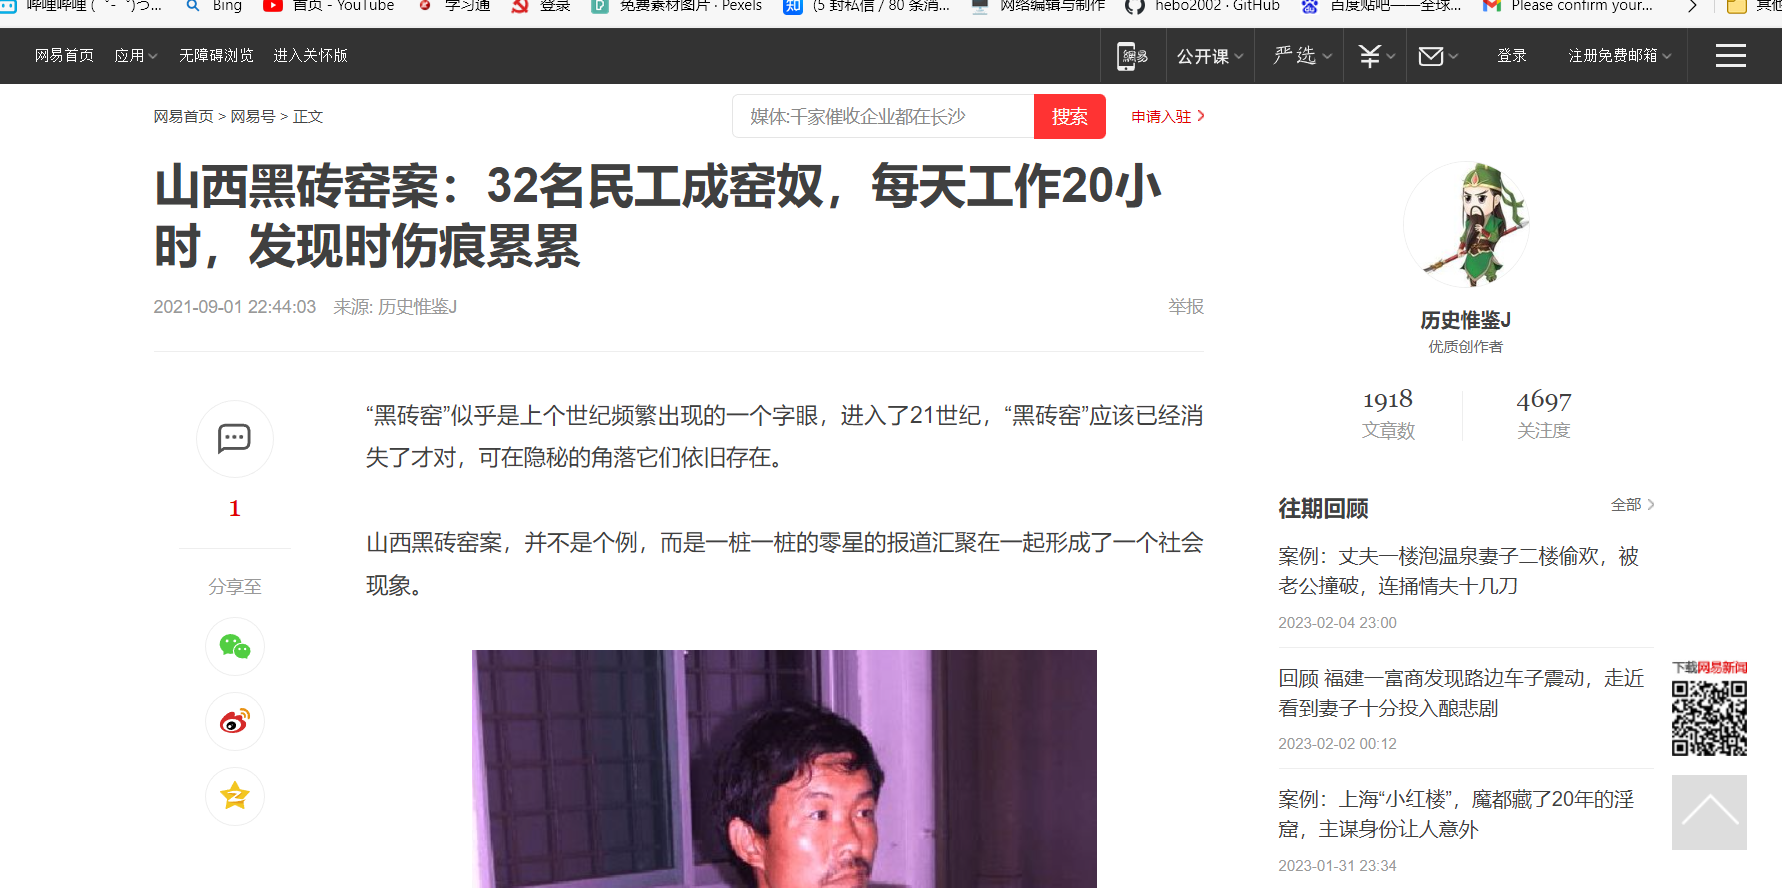 哔哩哔哩 (゜-゜)つ...
Bing
首页 - YouTube
学习通
登录
免费素材图片 · Pexels
知
(5 封私信 / 80 条消...
网络编辑与制作
hebo2002 · GitHub
百度贴吧——全球...
Please confirm your...
其他
网易首页
应用
无障碍浏览
进入关怀版
網易
公开课
严选
登录
注册免费邮箱
网易首页 > 网易号 > 正文
媒体:千家催收企业都在长沙
搜索
申请入驻
山西黑砖窑案：32名民工成窑奴，每天工作20小
时，发现时伤痕累累
2021-09-01 22:44:03 来源: 历史惟鉴J
举报
历史惟鉴J
优质创作者
1918
文章数
4697
关注度
1
分享至
“黑砖窑”似乎是上个世纪频繁出现的一个字眼，进入了21世纪，“黑砖窑”应该已经消
失了才对，可在隐秘的角落它们依旧存在。
山西黑砖窑案，并不是个例，而是一桩一桩的零星的报道汇聚在一起形成了一个社会
现象。
往期回顾
全部
案例：丈夫一楼泡温泉妻子二楼偷欢，被
老公撞破，连捅情夫十几刀
2023-02-04 23:00
回顾 福建一富商发现路边车子震动，走近
看到妻子十分投入酿悲剧
2023-02-02 00:12
案例：上海“小红楼”，魔都藏了20年的淫
窟，主谋身份让人意外
2023-01-31 23:34
下载网易新闻